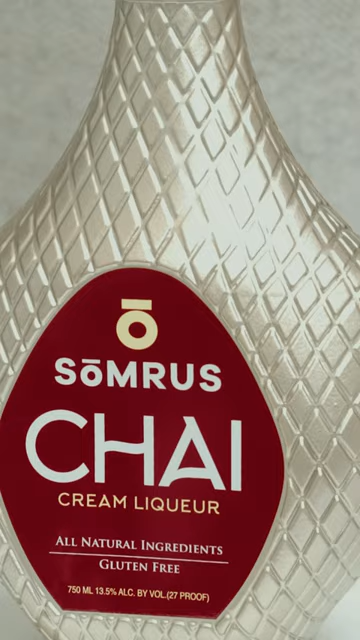 ō
SōMRUS
CHAI
CREAM LIQUEUR
ALL NATURAL INGREDIENTS
GLUTEN FREE
750 ML 13.5% ALC. BY VOL.(27 PROOF)